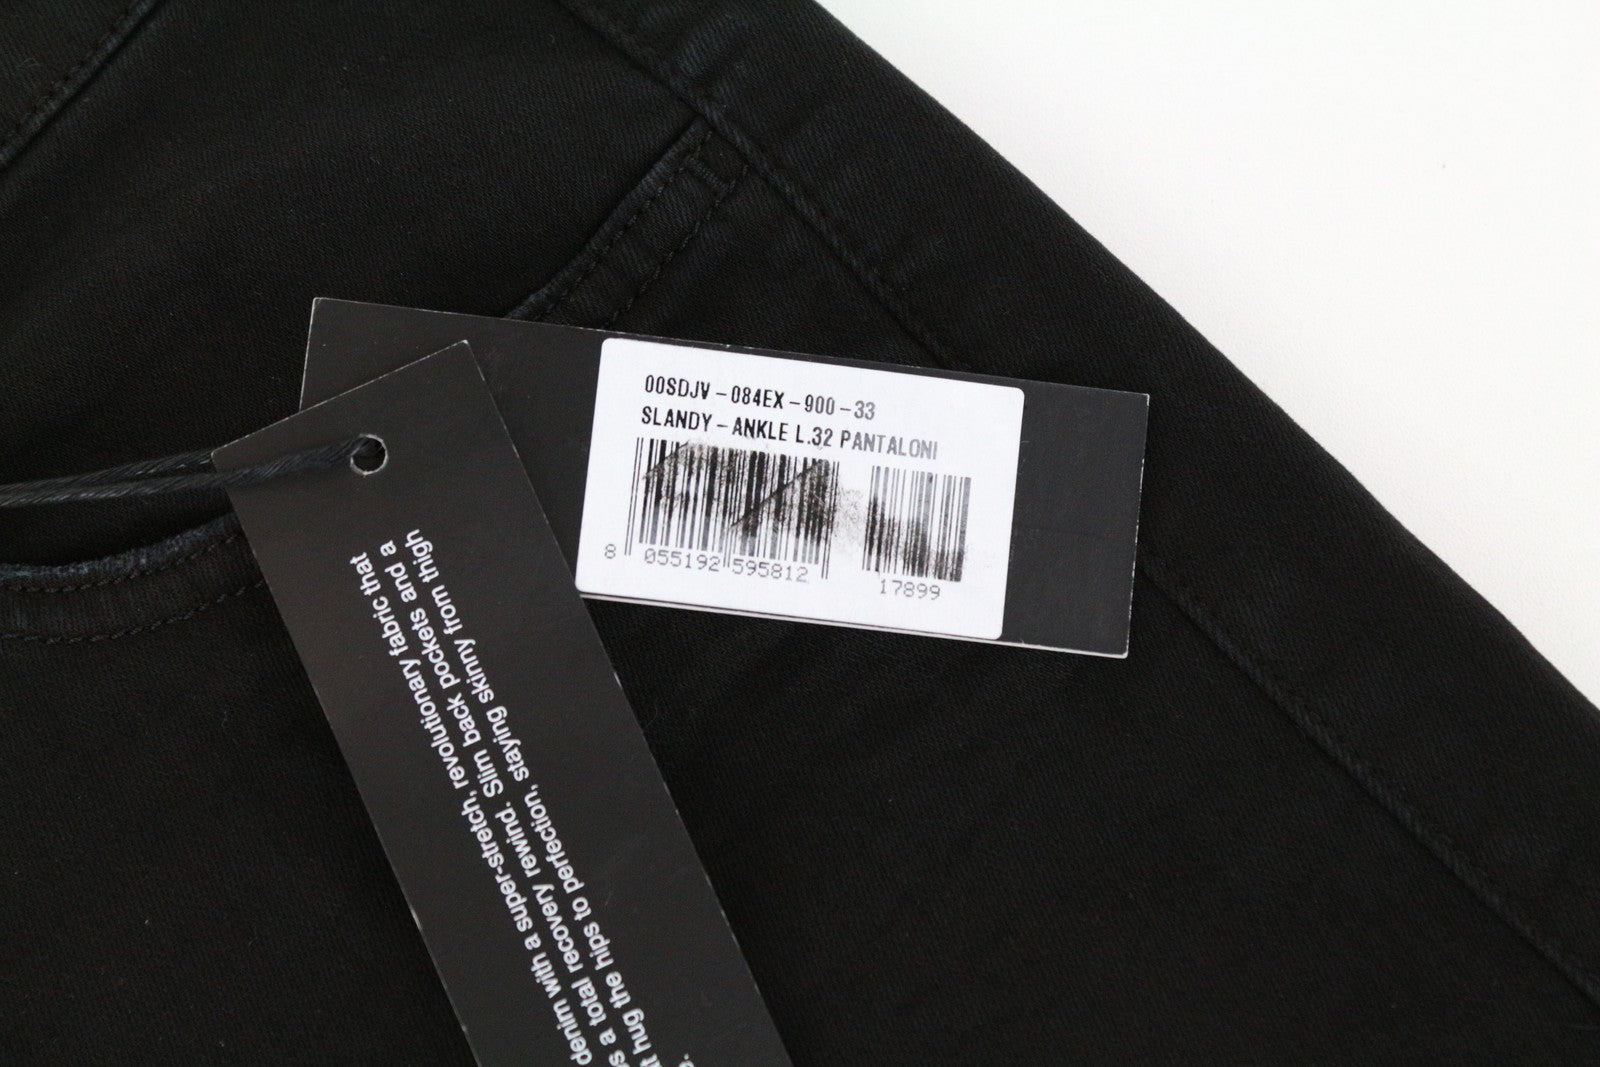 00SDJV-084EX-900-33
SLANDY-ANKLE L.32 PANTALONI
8 055192 595812
17899
denim with a super-stretch, revolutionary fabric that
a total recovery rewind. Slim back pockets and a
hug the hips to perfection, staying skinny from thigh